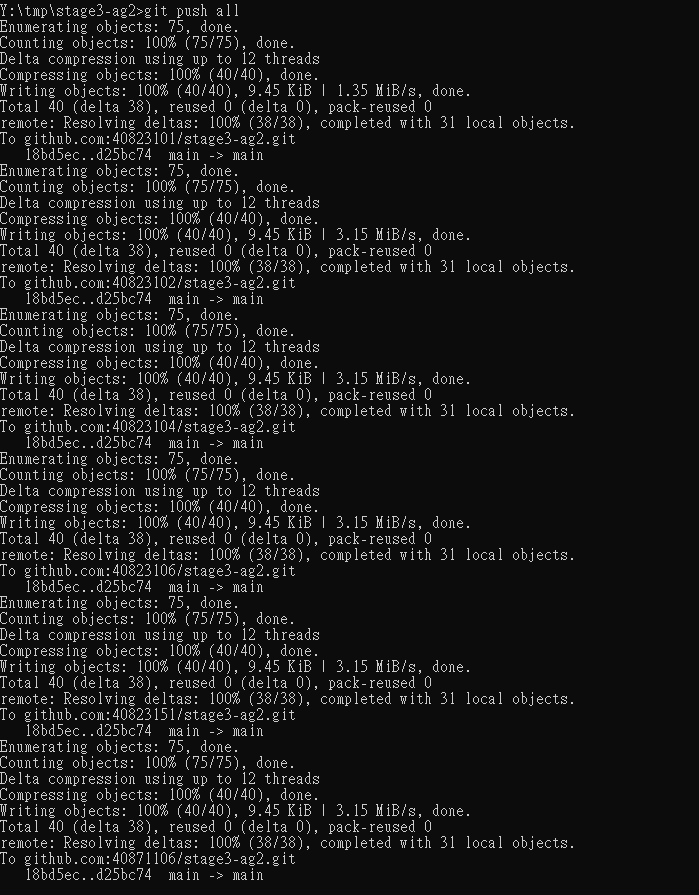 Y:\tmp\stage3-ag2>git push all
Enumerating objects: 75, done.
Counting objects: 100% (75/75), done.
Delta compression using up to 12 threads
Compressing objects: 100% (40/40), done.
Writing objects: 100% (40/40), 9.45 KiB | 1.35 MiB/s, done.
Total 40 (delta 38), reused 0 (delta 0), pack-reused 0
remote: Resolving deltas: 100% (38/38), completed with 31 local objects.
To github.com:40823101/stage3-ag2.git
   18bd5ec..d25bc74  main -> main
Enumerating objects: 75, done.
Counting objects: 100% (75/75), done.
Delta compression using up to 12 threads
Compressing objects: 100% (40/40), done.
Writing objects: 100% (40/40), 9.45 KiB | 3.15 MiB/s, done.
Total 40 (delta 38), reused 0 (delta 0), pack-reused 0
remote: Resolving deltas: 100% (38/38), completed with 31 local objects.
To github.com:40823102/stage3-ag2.git
   18bd5ec..d25bc74  main -> main
Enumerating objects: 75, done.
Counting objects: 100% (75/75), done.
Delta compression using up to 12 threads
Compressing objects: 100% (40/40), done.
Writing objects: 100% (40/40), 9.45 KiB | 3.15 MiB/s, done.
Total 40 (delta 38), reused 0 (delta 0), pack-reused 0
remote: Resolving deltas: 100% (38/38), completed with 31 local objects.
To github.com:40823104/stage3-ag2.git
   18bd5ec..d25bc74  main -> main
Enumerating objects: 75, done.
Counting objects: 100% (75/75), done.
Delta compression using up to 12 threads
Compressing objects: 100% (40/40), done.
Writing objects: 100% (40/40), 9.45 KiB | 3.15 MiB/s, done.
Total 40 (delta 38), reused 0 (delta 0), pack-reused 0
remote: Resolving deltas: 100% (38/38), completed with 31 local objects.
To github.com:40823106/stage3-ag2.git
   18bd5ec..d25bc74  main -> main
Enumerating objects: 75, done.
Counting objects: 100% (75/75), done.
Delta compression using up to 12 threads
Compressing objects: 100% (40/40), done.
Writing objects: 100% (40/40), 9.45 KiB | 3.15 MiB/s, done.
Total 40 (delta 38), reused 0 (delta 0), pack-reused 0
remote: Resolving deltas: 100% (38/38), completed with 31 local objects.
To github.com:40823151/stage3-ag2.git
   18bd5ec..d25bc74  main -> main
Enumerating objects: 75, done.
Counting objects: 100% (75/75), done.
Delta compression using up to 12 threads
Compressing objects: 100% (40/40), done.
Writing objects: 100% (40/40), 9.45 KiB | 3.15 MiB/s, done.
Total 40 (delta 38), reused 0 (delta 0), pack-reused 0
remote: Resolving deltas: 100% (38/38), completed with 31 local objects.
To github.com:40871106/stage3-ag2.git
   18bd5ec..d25bc74  main -> main